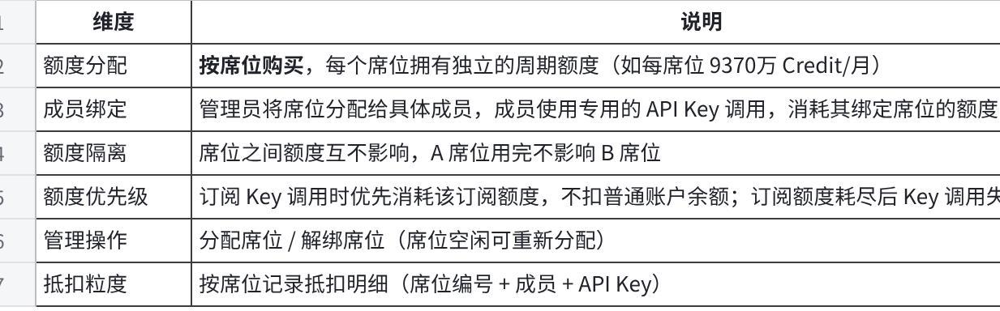 维度 说明
额度分配 按席位购买，每个席位拥有独立的周期额度（如每席位 9370万 Credit/月）
成员绑定 管理员将席位分配给具体成员，成员使用专用的 API Key 调用，消耗其绑定席位的额度
额度隔离 席位之间额度互不影响，A 席位用完不影响 B 席位
额度优先级 订阅 Key 调用时优先消耗该订阅额度，不扣普通账户余额；订阅额度耗尽后 Key 调用失
管理操作 分配席位 / 解绑席位（席位空闲可重新分配）
抵扣粒度 按席位记录抵扣明细（席位编号 + 成员 + API Key）